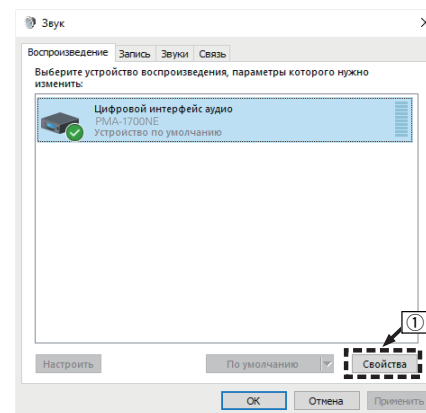 Звук
Воспроизведение Запись Звуки Связь
Выберите устройство воспроизведения, параметры которого нужно
изменить:
Цифровой интерфейс аудио
PMA-1700NE
Устройство по умолчанию
①
Настроить По умолчанию Свойства
ОК Отмена Применить